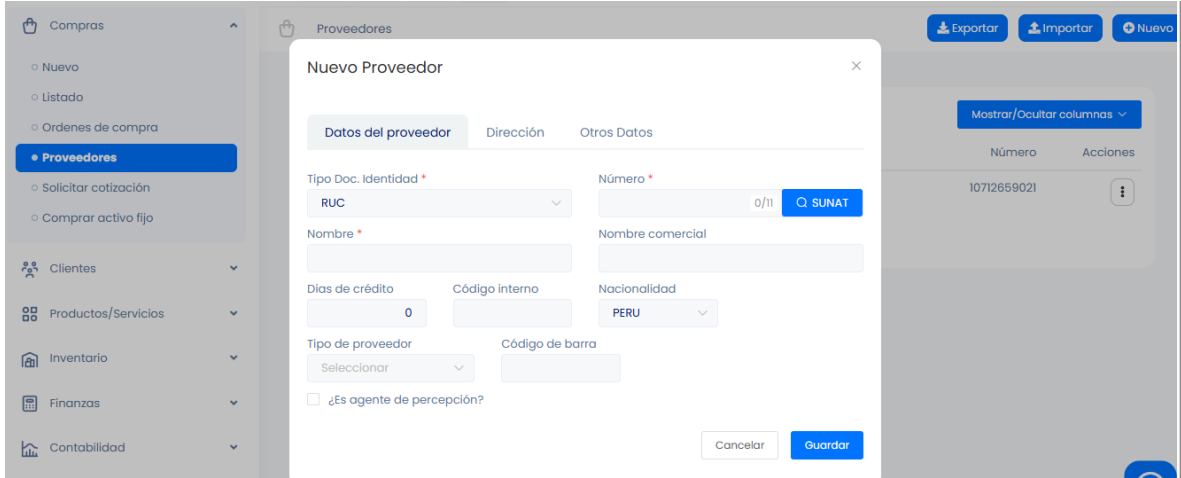 Compras
Nuevo
Listado
Ordenes de compra
Proveedores
Solicitar cotización
Comprar activo fijo
Clientes
Productos/Servicios
Inventario
Finanzas
Contabilidad
Proveedores
Exportar
Importar
Nuevo
Mostrar/Ocultar columnas
Número Acciones
10712659021
Nuevo Proveedor
Datos del proveedor Dirección Otros Datos
Tipo Doc. Identidad * Número *
RUC 0/11 SUNAT
Nombre * Nombre comercial
Dias de crédito Código interno Nacionalidad
0 PERU
Tipo de proveedor Código de barra
Seleccionar
¿Es agente de percepción?
Cancelar Guardar